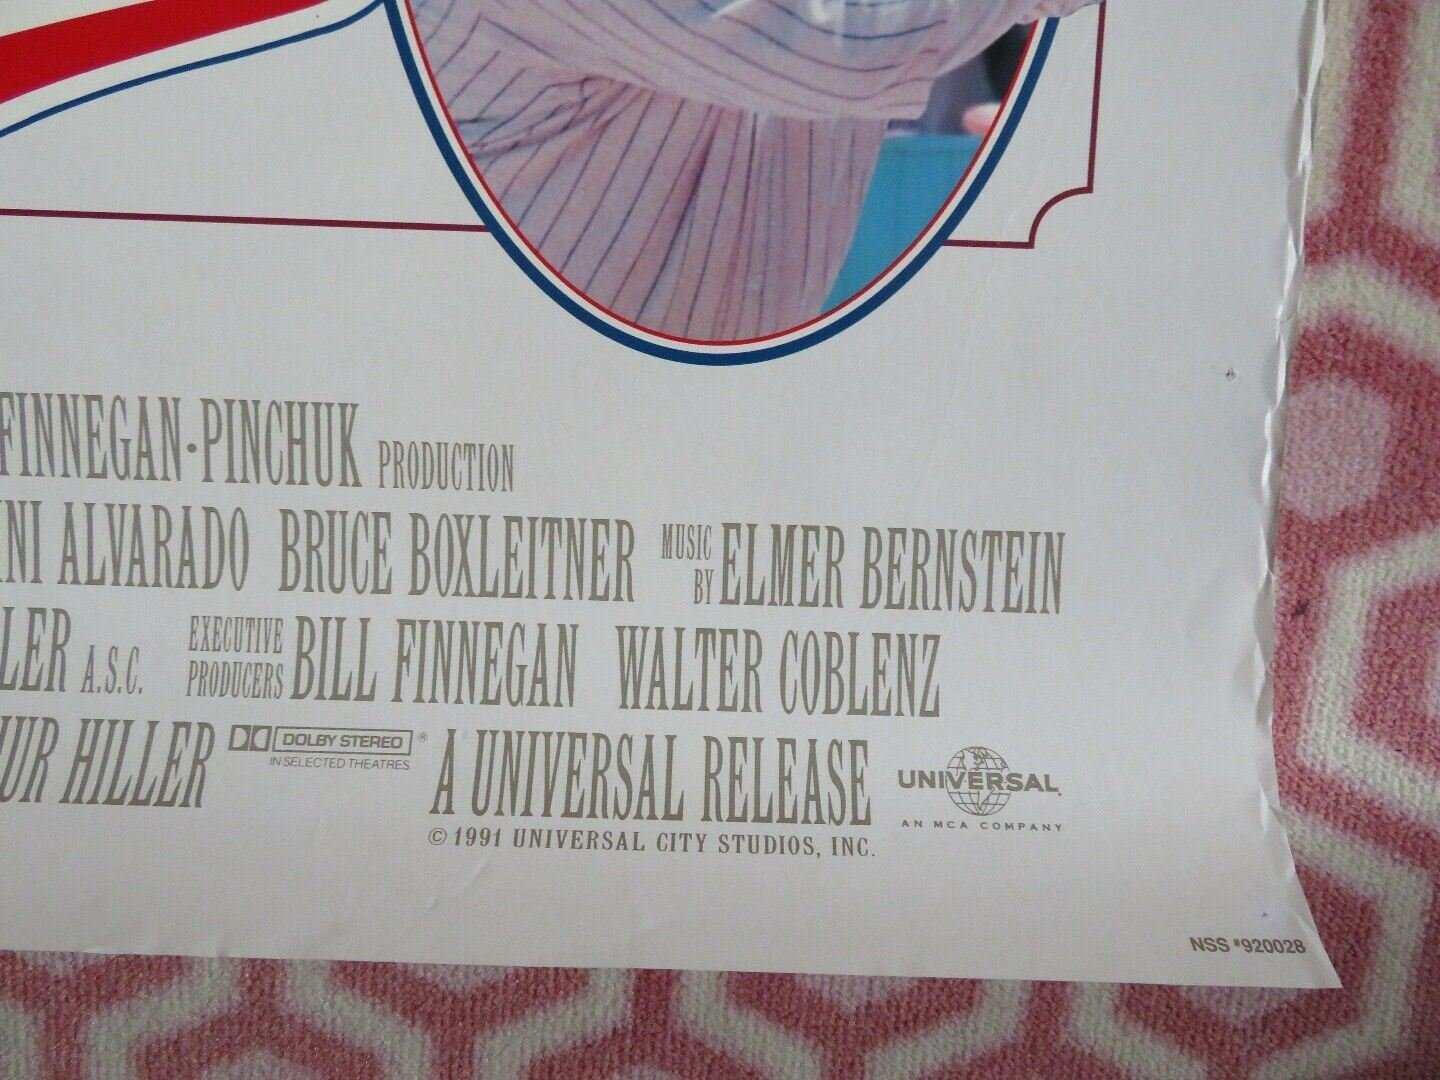 FINNEGAN·PINCHUK PRODUCTION
INI ALVARADO BRUCE BOXLEITNER MUSIC BY ELMER BERNSTEIN
LER A.S.C. EXECUTIVE PRODUCERS BILL FINNEGAN WALTER COBLENZ
UR HILLER DOLBY STEREO ® IN SELECTED THEATRES A UNIVERSAL RELEASE UNIVERSAL
AN MCA COMPANY
© 1991 UNIVERSAL CITY STUDIOS, INC.
NSS #920028